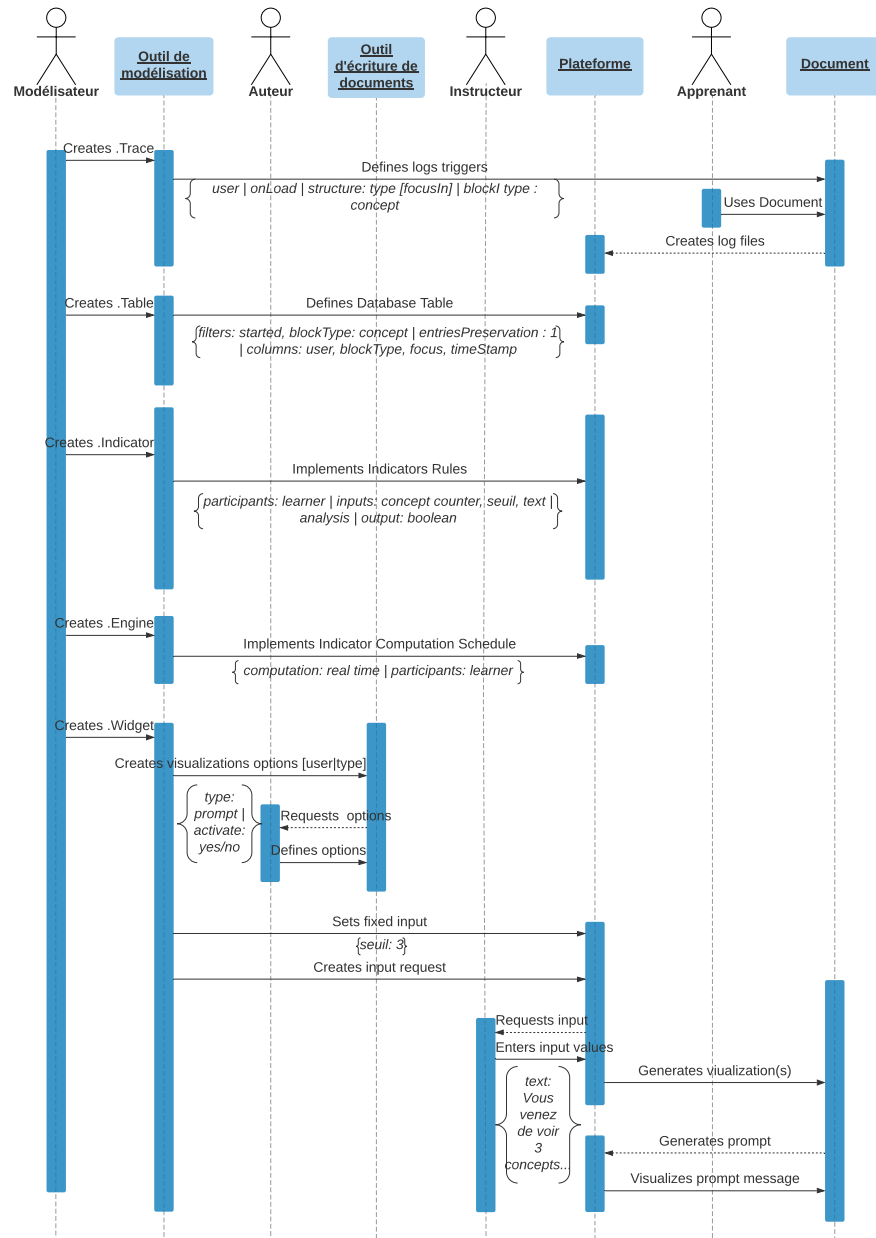 Modélisateur
Outil de
modélisation
Auteur
Outil
d'écriture de
documents
Instructeur
Plateforme
Apprenant
Document
Creates .Trace
Defines logs triggers
user | onLoad | structure: type [focusIn] | blockI type :
concept
Uses Document
Creates log files
Creates .Table
Defines Database Table
filters: started, blockType: concept | entriesPreservation : 1
| columns: user, blockType, focus, timeStamp
Creates .Indicator
Implements Indicators Rules
participants: learner | inputs: concept counter, seuil, text |
analysis | output: boolean
Creates .Engine
Implements Indicator Computation Schedule
computation: real time | participants: learner
Creates .Widget
Creates visualizations options [user|type]
type:
prompt |
activate:
yes/no
Requests  options
Defines options
Sets fixed input
seuil: 3
Creates input request
Requests input
Enters input values
Generates viualization(s)
text:
Vous
venez
de voir
3
concepts...
Generates prompt
Visualizes prompt message